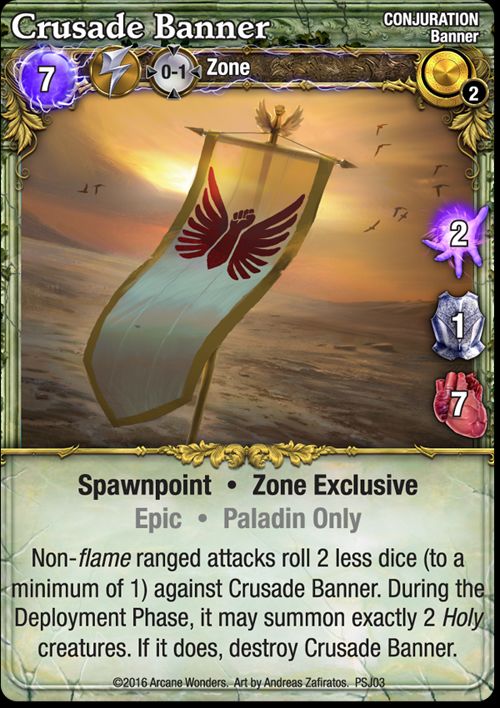 Crusade Banner
CONJURATION
Banner
7
0-1
Zone
2
2
1
7
Spawnpoint • Zone Exclusive
Epic • Paladin Only
Non-flame ranged attacks roll 2 less dice (to a
minimum of 1) against Crusade Banner. During the
Deployment Phase, it may summon exactly 2 Holy
creatures. If it does, destroy Crusade Banner.
©2016 Arcane Wonders. Art by Andreas Zafiratos. PSJ03